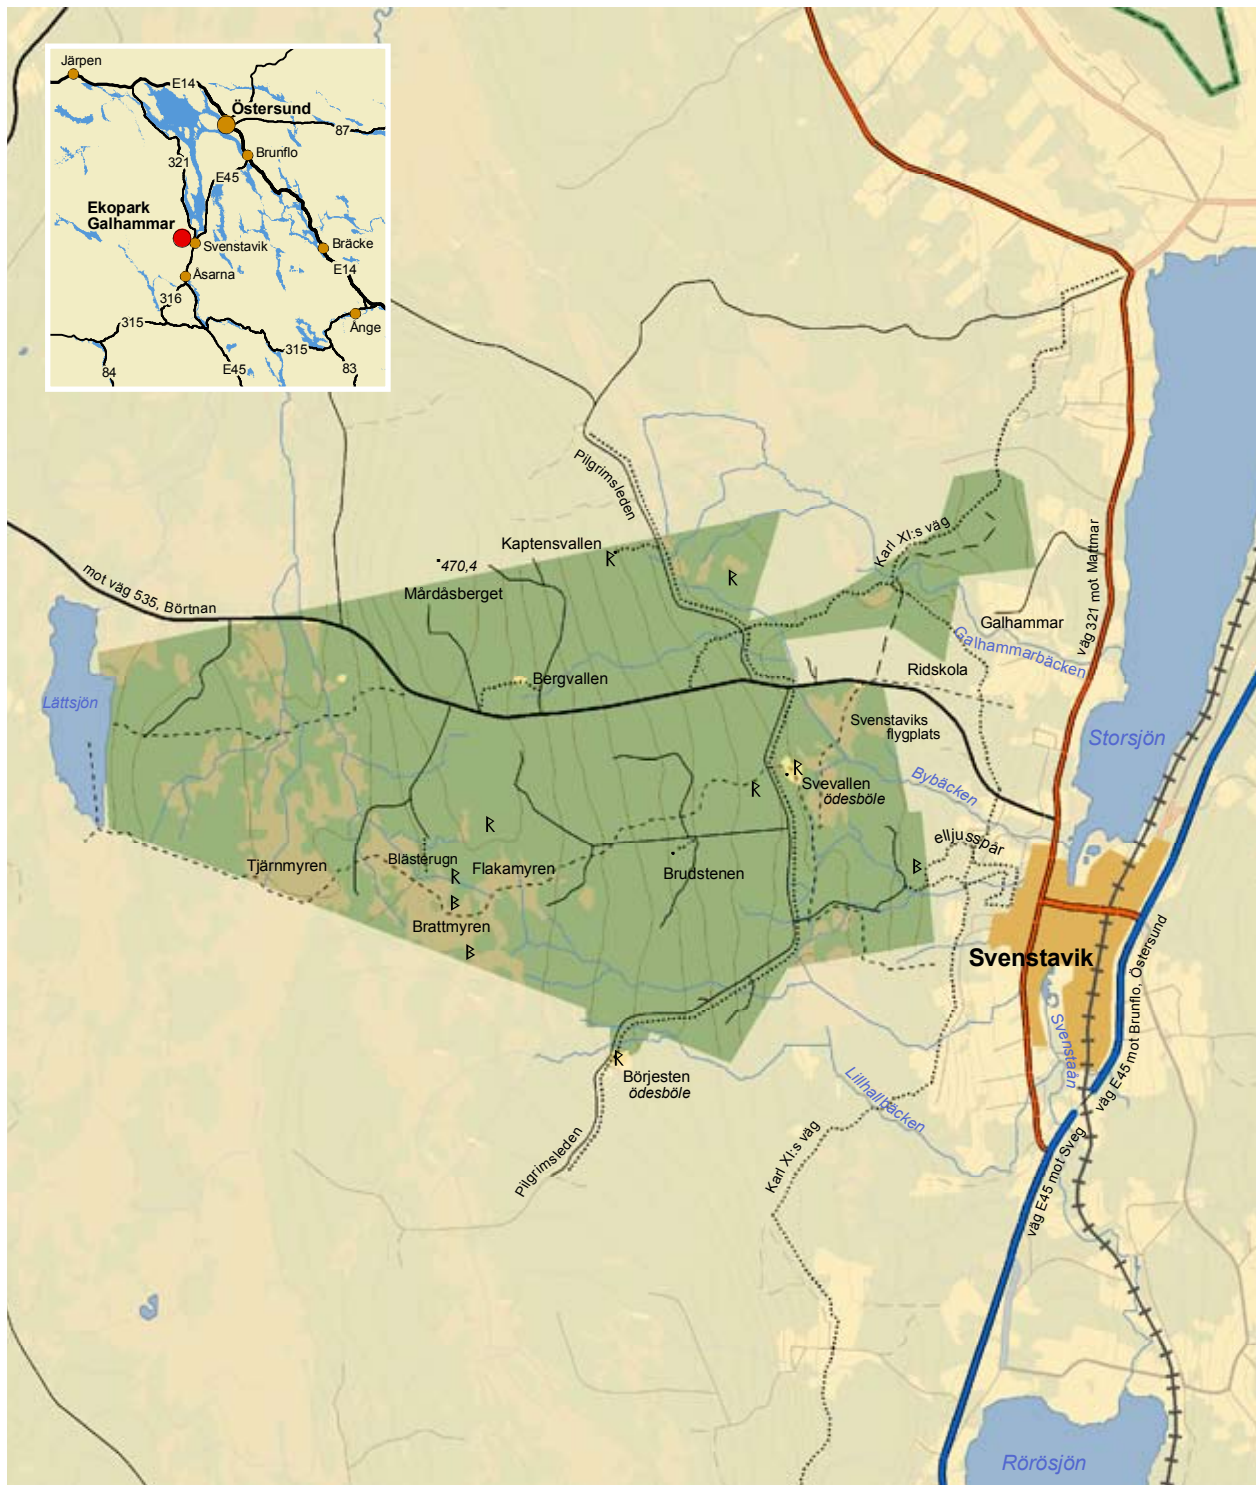 Järpen
E14
Östersund
87
Brunflo
321
E45
Ekopark
Galhammar
Svenstavik
Bräcke
Åsarna
E14
316
315
Ånge
315
84
E45
83
Pilgrimsleden
Karl XI:s väg
Kaptensvallen
470,4
mot väg 535, Börtnan
Mårdåsberget
väg 321 mot Mattmar
Galhammar
Galhammarbäcken
Ridskola
Bergvallen
Lättsjön
Svenstaviks
flygplats
Storsjön
Bybäcken
Svevallen
ödesböle
elljusspår
Blästerugn
Tjärnmyren
Flakamyren
Brudstenen
Brattmyren
Svenstavik
väg E45 mot Brunflo, Östersund
Svenstaån
Börjesten
ödesböle
Lillhallbäcken
Pilgrimsleden
Karl XI:s väg
väg E45 mot Sveg
Rörösjön